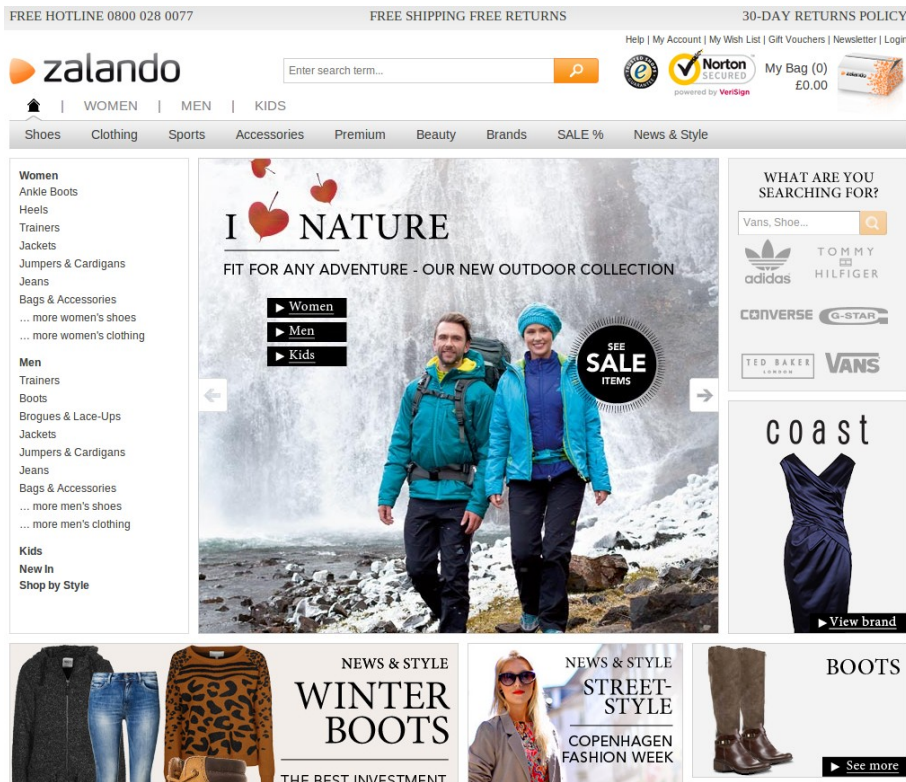 FREE HOTLINE 0800 028 0077 FREE SHIPPING FREE RETURNS 30-DAY RETURNS POLICY
Help | My Account | My Wish List | Gift Vouchers | Newsletter | Login
zalando
Enter search term...
Norton
SECURED
powered by VeriSign
My Bag (0)
£0.00
| WOMEN | MEN | KIDS
Shoes Clothing Sports Accessories Premium Beauty Brands SALE % News & Style
Women
Ankle Boots
Heels
Trainers
Jackets
Jumpers & Cardigans
Jeans
Bags & Accessories
... more women's shoes
... more women's clothing
Men
Trainers
Boots
Brogues & Lace-Ups
Jackets
Jumpers & Cardigans
Jeans
Bags & Accessories
... more men's shoes
... more men's clothing
Kids
New In
Shop by Style
I NATURE
FIT FOR ANY ADVENTURE - OUR NEW OUTDOOR COLLECTION
Women
Men
Kids
SEE
SALE
ITEMS
WHAT ARE YOU
SEARCHING FOR?
Vans, Shoe...
adidas
TOMMY
HILFIGER
CONVERSE
G-STAR
TED BAKER
LONDON
VANS
coast
View brand
NEWS & STYLE
WINTER
BOOTS
THE BEST INVESTMENT
NEWS & STYLE
STREET-
STYLE
COPENHAGEN
FASHION WEEK
BOOTS
See more